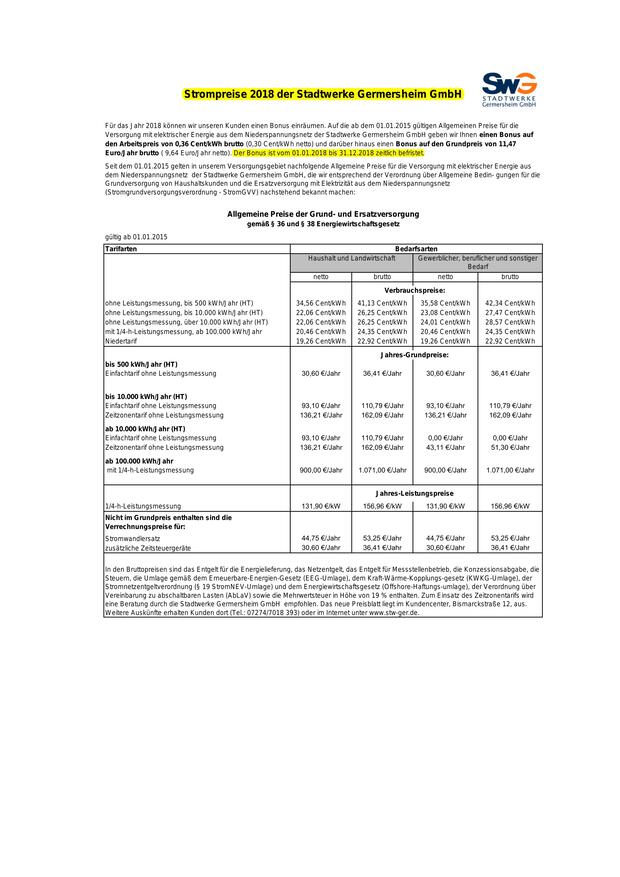 SWG
STADTWERKE
Germersheim GmbH
Strompreise 2018 der Stadtwerke Germersheim GmbH
Für das Jahr 2018 können wir unseren Kunden einen Bonus einräumen. Auf die ab dem 01.01.2015 gültigen Allgemeinen Preise für die
Versorgung mit elektrischer Energie aus dem Niederspannungsnetz der Stadtwerke Germersheim GmbH geben wir Ihnen einen Bonus auf
den Arbeitspreis von 0,36 Cent/kWh brutto (0,30 Cent/kWh netto) und darüber hinaus einen Bonus auf den Grundpreis von 11,47
Euro/Jahr brutto ( 9,64 Euro/Jahr netto). Der Bonus ist vom 01.01.2018 bis 31.12.2018 zeitlich befristet.
Seit dem 01.01.2015 gelten in unserem Versorgungsgebiet nachfolgende Allgemeine Preise für die Versorgung mit elektrischer Energie aus
dem Niederspannungsnetz der Stadtwerke Germersheim GmbH, die wir entsprechend der Verordnung über Allgemeine Bedin- gungen für die
Grundversorgung von Haushaltskunden und die Ersatzversorgung mit Elektrizität aus dem Niederspannungsnetz
(Stromgrundversorgungsverordnung - StromGVV) nachstehend bekannt machen:
Allgemeine Preise der Grund- und Ersatzversorgung
gemäß § 36 und § 38 Energiewirtschaftsgesetz
gültig ab 01.01.2015
Tarifarten Bedarfsarten
Haushalt und Landwirtschaft Gewerblicher, beruflicher und sonstiger
Bedarf
netto brutto netto brutto
Verbrauchspreise:
ohne Leistungsmessung, bis 500 kWh/Jahr (HT) 34,56 Cent/kWh 41,13 Cent/kWh 35,58 Cent/kWh 42,34 Cent/kWh
ohne Leistungsmessung, bis 10.000 kWh/Jahr (HT) 22,06 Cent/kWh 26,25 Cent/kWh 23,08 Cent/kWh 27,47 Cent/kWh
ohne Leistungsmessung, über 10.000 kWh/Jahr (HT) 22,06 Cent/kWh 26,25 Cent/kWh 24,01 Cent/kWh 28,57 Cent/kWh
mit 1/4-h-Leistungsmessung, ab 100.000 kWh/Jahr 20,46 Cent/kWh 24,35 Cent/kWh 20,46 Cent/kWh 24,35 Cent/kWh
Niedertarif 19,26 Cent/kWh 22,92 Cent/kWh 19,26 Cent/kWh 22,92 Cent/kWh
Jahres-Grundpreise:
bis 500 kWh/Jahr (HT)
Einfachtarif ohne Leistungsmessung 30,60 €/Jahr 36,41 €/Jahr 30,60 €/Jahr 36,41 €/Jahr
bis 10.000 kWh/Jahr (HT)
Einfachtarif ohne Leistungsmessung 93,10 €/Jahr 110,79 €/Jahr 93,10 €/Jahr 110,79 €/Jahr
Zeitzonentarif ohne Leistungsmessung 136,21 €/Jahr 162,09 €/Jahr 136,21 €/Jahr 162,09 €/Jahr
ab 10.000 kWh/Jahr (HT)
Einfachtarif ohne Leistungsmessung 93,10 €/Jahr 110,79 €/Jahr 0,00 €/Jahr 0,00 €/Jahr
Zeitzonentarif ohne Leistungsmessung 136,21 €/Jahr 162,09 €/Jahr 43,11 €/Jahr 51,30 €/Jahr
ab 100.000 kWh/Jahr
mit 1/4-h-Leistungsmessung 900,00 €/Jahr 1.071,00 €/Jahr 900,00 €/Jahr 1.071,00 €/Jahr
Jahres-Leistungspreise
1/4-h-Leistungsmessung 131,90 €/kW 156,96 €/kW 131,90 €/kW 156,96 €/kW
Nicht im Grundpreis enthalten sind die
Verrechnungspreise für:
Stromwandlersatz 44,75 €/Jahr 53,25 €/Jahr 44,75 €/Jahr 53,25 €/Jahr
zusätzliche Zeitsteuergeräte 30,60 €/Jahr 36,41 €/Jahr 30,60 €/Jahr 36,41 €/Jahr
In den Bruttopreisen sind das Entgelt für die Energielieferung, das Netzentgelt, das Entgelt für Messstellenbetrieb, die Konzessionsabgabe, die
Steuern, die Umlage gemäß dem Erneuerbare-Energien-Gesetz (EEG-Umlage), dem Kraft-Wärme-Kopplungs-gesetz (KWKG-Umlage), der
Stromnetzentgeltverordnung (§ 19 StromNEV-Umlage) und dem Energiewirtschaftsgesetz (Offshore-Haftungs-umlage), der Verordnung über
Vereinbarung zu abschaltbaren Lasten (AbLaV) sowie die Mehrwertsteuer in Höhe von 19 % enthalten. Zum Einsatz des Zeitzonentarifs wird
eine Beratung durch die Stadtwerke Germersheim GmbH empfohlen. Das neue Preisblatt liegt im Kundencenter, Bismarckstraße 12, aus.
Weitere Auskünfte erhalten Kunden dort (Tel.: 07274/7018 393) oder im Internet unter www.stw-ger.de.